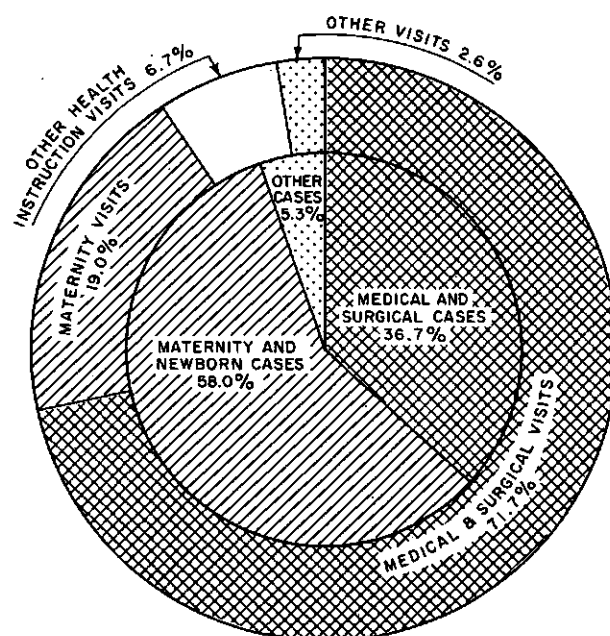 OTHER VISITS 2.6%
OTHER HEALTH
INSTRUCTION VISITS 6.7%
MATERNITY VISITS
19.0%
OTHER
CASES
5.3%
MEDICAL AND
SURGICAL CASES
36.7%
MATERNITY AND
NEWBORN CASES
58.0%
MEDICAL & SURGICAL VISITS
71.7%